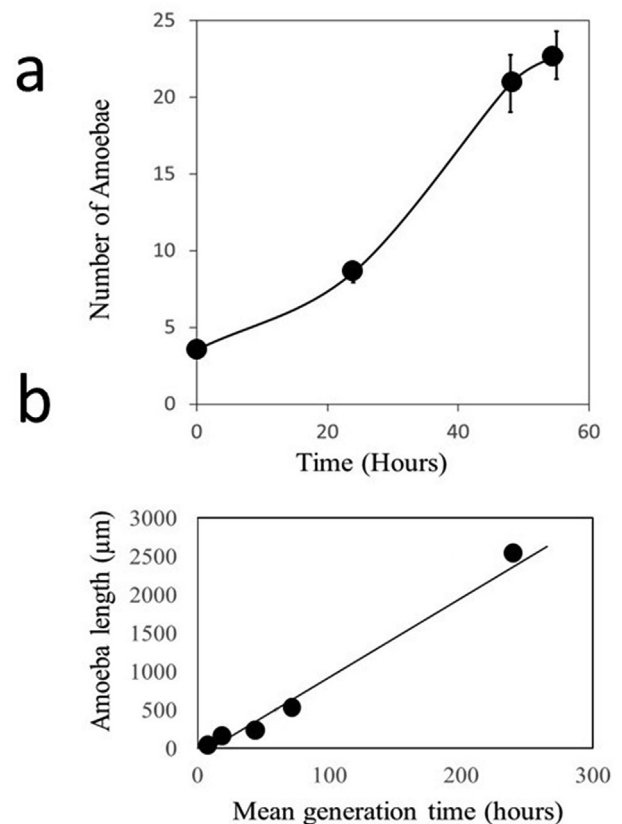 a
Number of Amoebae
25
20
15
10
5
0
0 20 40 60
Time (Hours)
b
Amoeba length (µm)
3000
2500
2000
1500
1000
500
0
0 100 200 300
Mean generation time (hours)